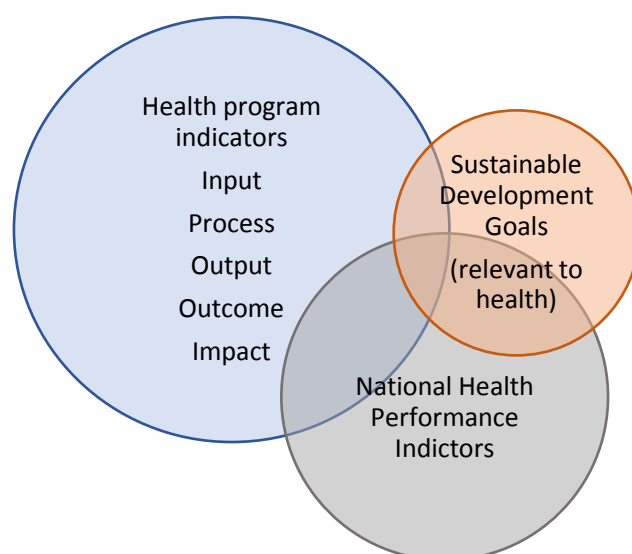 Health program
indicators
Input
Process
Output
Outcome
Impact
Sustainable
Development
Goals
(relevant to
health)
National Health
Performance
Indictors